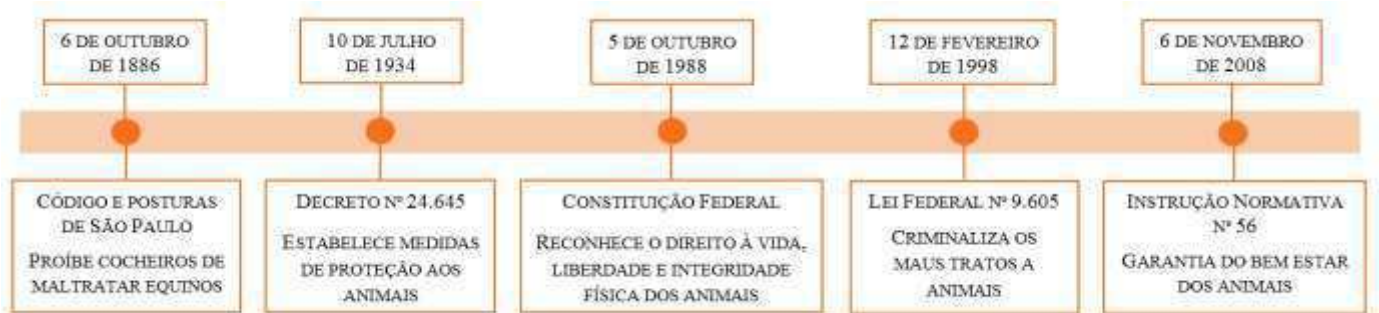 6 DE OUTUBRO
DE 1886
10 DE JULHO
DE 1934
5 DE OUTUBRO
DE 1988
12 DE FEVEREIRO
DE 1998
6 DE NOVEMBRO
DE 2008
CÓDIGO E POSTURAS
DE SÃO PAULO
PROÍBE COCHEIROS DE
MALTRATAR EQUINOS
DECRETO Nº 24.645
ESTABELECE MEDIDAS
DE PROTEÇÃO AOS
ANIMAIS
CONSTITUIÇÃO FEDERAL
RECONHECE O DIREITO À VIDA,
LIBERDADE E INTEGRIDADE
FÍSICA DOS ANIMAIS
LEI FEDERAL Nº 9.605
CRIMINALIZA OS
MAUS TRATOS A
ANIMAIS
INSTRUÇÃO NORMATIVA
Nº 56
GARANTIA DO BEM ESTAR
DOS ANIMAIS